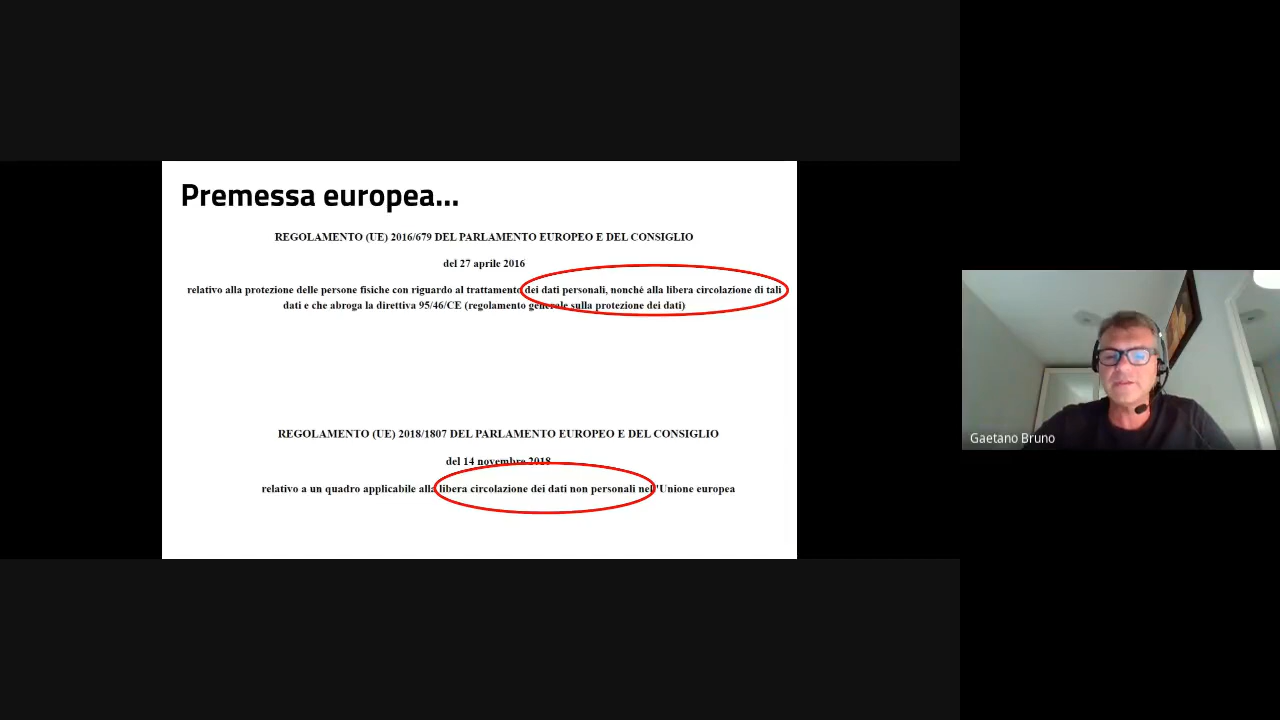 Premessa europea...
REGOLAMENTO (UE) 2016/679 DEL PARLAMENTO EUROPEO E DEL CONSIGLIO
del 27 aprile 2016
relativo alla protezione delle persone fisiche con riguardo al trattamento dei dati personali, nonché alla libera circolazione di tali
dati e che abroga la direttiva 95/46/CE (regolamento generale sulla protezione dei dati)
REGOLAMENTO (UE) 2018/1807 DEL PARLAMENTO EUROPEO E DEL CONSIGLIO
del 14 novembre 2018
relativo a un quadro applicabile alla libera circolazione dei dati non personali nell'Unione europea
Gaetano Bruno